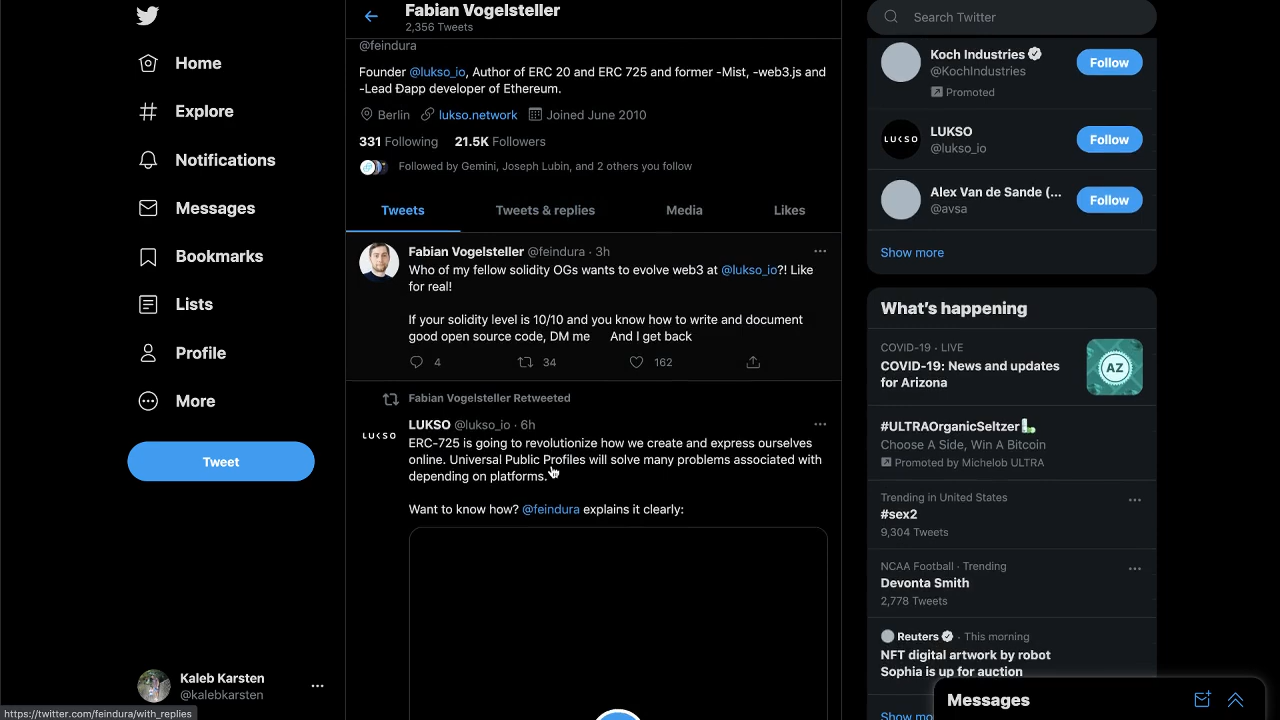 Home
Explore
Notifications
Messages
Bookmarks
Lists
Profile
More
Tweet
Kaleb Karsten
@kalebkarsten
https://twitter.com/feindura/with_replies
Fabian Vogelsteller
2,356 Tweets
@feindura
Founder @lukso_io, Author of ERC 20 and ERC 725 and former -Mist, -web3.js and
-Lead Ðapp developer of Ethereum.
Berlin lukso.network Joined June 2010
331 Following 21.5K Followers
Followed by Gemini, Joseph Lubin, and 2 others you follow
Tweets Tweets & replies Media Likes
Fabian Vogelsteller @feindura · 3h
Who of my fellow solidity OGs wants to evolve web3 at @lukso_io?! Like
for real!
If your solidity level is 10/10 and you know how to write and document
good open source code, DM me And I get back
4 34 162
Fabian Vogelsteller Retweeted
LUKSO
LUKSO @lukso_io · 6h
ERC-725 is going to revolutionize how we create and express ourselves
online. Universal Public Profiles will solve many problems associated with
depending on platforms.
Want to know how? @feindura explains it clearly:
Search Twitter
Koch Industries
@KochIndustries
Promoted
Follow
LUKSO
LUKSO
@lukso_io
Follow
Alex Van de Sande (...
@avsa
Follow
Show more
What's happening
COVID-19 · LIVE
COVID-19: News and updates
for Arizona
AZ
#ULTRAOrganicSeltzer
Choose A Side, Win A Bitcoin
Promoted by Michelob ULTRA
Trending in United States
#sex2
9,304 Tweets
NCAA Football · Trending
Devonta Smith
2,778 Tweets
Reuters · This morning
NFT digital artwork by robot
Sophia is up for auction
Show mo
Messages